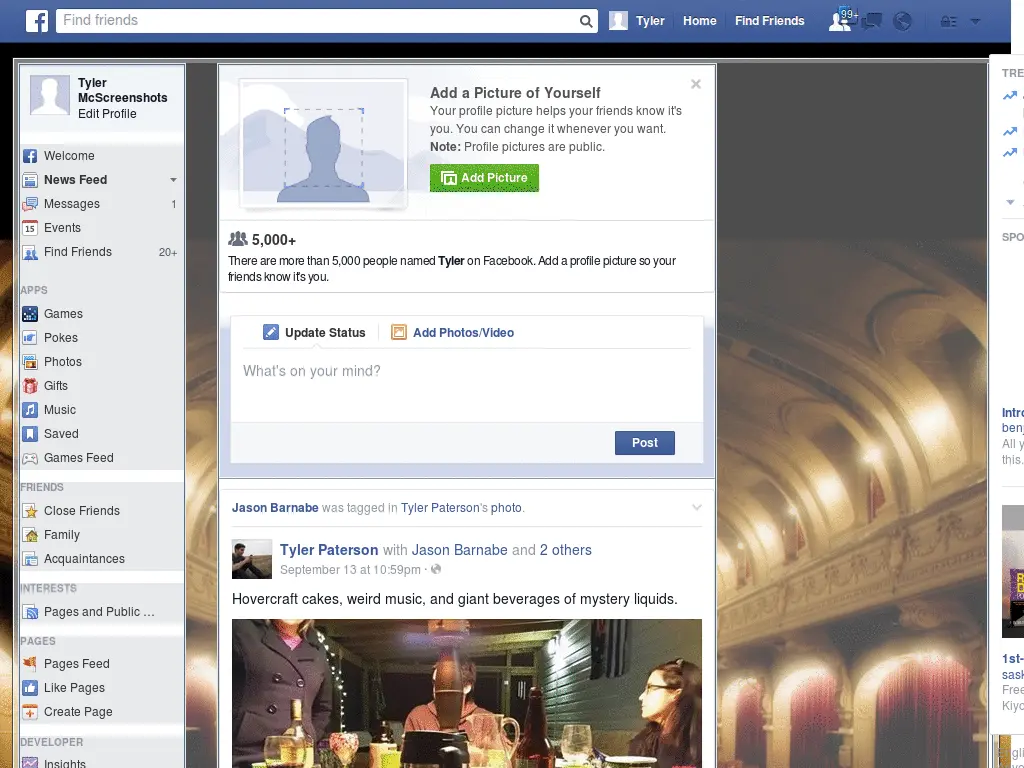 Find friends
Tyler
Home
Find Friends
99+
Tyler
McScreenshots
Edit Profile
Welcome
News Feed
Messages 1
15 Events
Find Friends 20+
APPS
Games
Pokes
Photos
Gifts
Music
Saved
Games Feed
FRIENDS
Close Friends
Family
Acquaintances
INTERESTS
Pages and Public ...
PAGES
Pages Feed
Like Pages
Create Page
DEVELOPER
Insights
Add a Picture of Yourself
Your profile picture helps your friends know it's
you. You can change it whenever you want.
Note: Profile pictures are public.
Add Picture
5,000+
There are more than 5,000 people named Tyler on Facebook. Add a profile picture so your
friends know it's you.
Update Status
Add Photos/Video
What's on your mind?
Post
Jason Barnabe was tagged in Tyler Paterson's photo.
Tyler Paterson with Jason Barnabe and 2 others
September 13 at 10:59pm ·
Hovercraft cakes, weird music, and giant beverages of mystery liquids.
TRE
SPO
Intro
benj
All y
this.
1st-
sask
Free
Kiyo